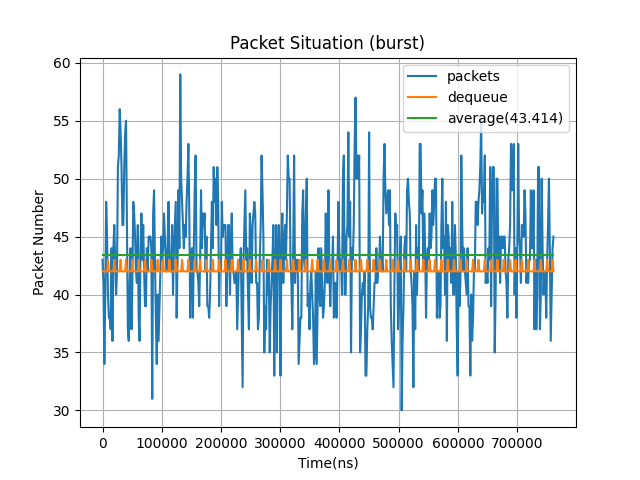 Packet Situation (burst)
packets
dequeue
average(43.414)
60
55
50
45
40
35
30
Packet Number
0 100000 200000 300000 400000 500000 600000 700000
Time(ns)